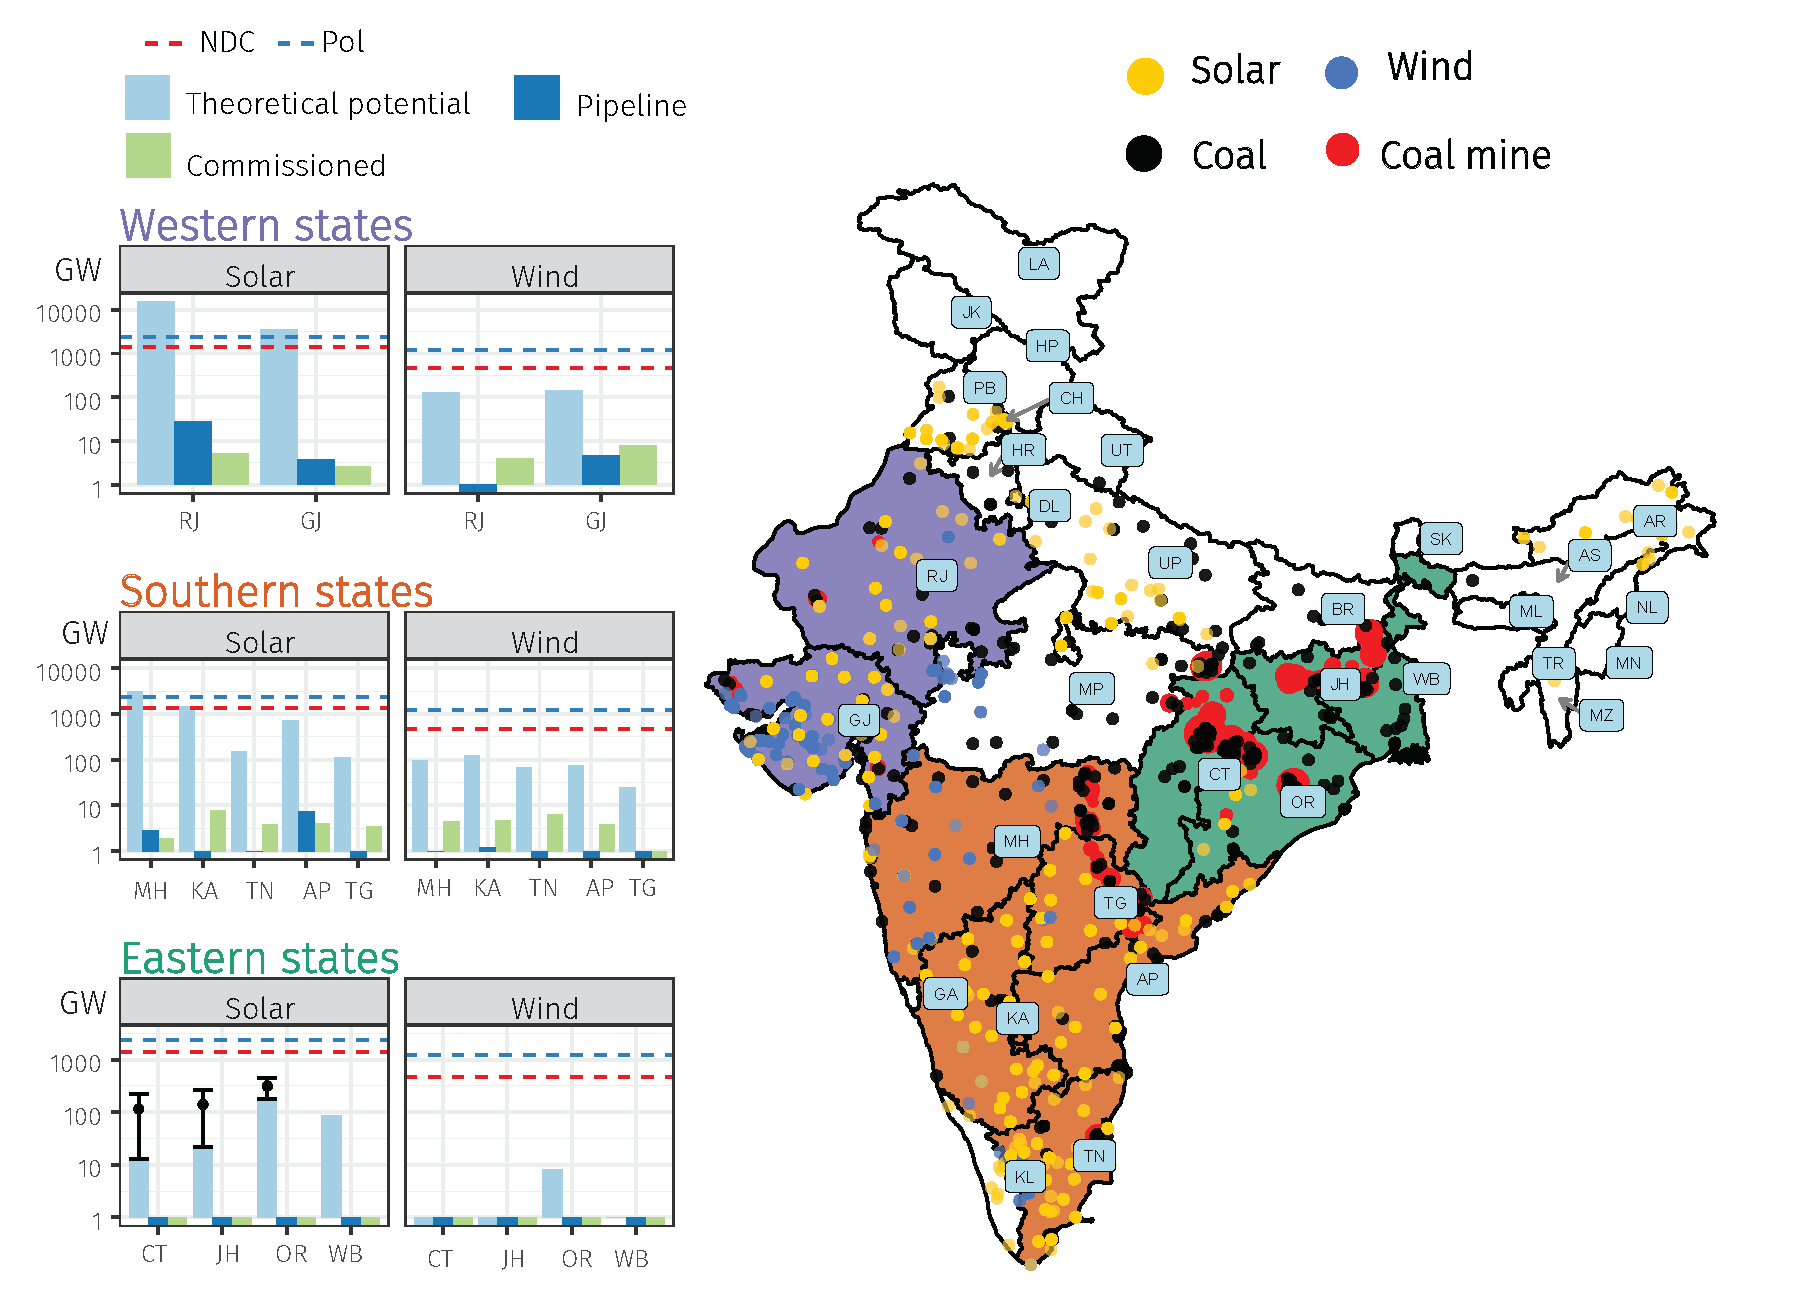 NDC Pol
Theoretical potential Pipeline
Commissioned
Solar Wind
Coal Coal mine
Western states
GW
Solar Wind
10000
1000
100
10
1
RJ GJ RJ GJ
Southern states
GW
Solar Wind
10000
1000
100
10
1
MH KA TN AP TG MH KA TN AP TG
Eastern states
GW
Solar Wind
1000
100
10
1
CT JH OR WB CT JH OR WB
LA
JK
HP
PB
CH
HR
UT
DL
AR
SK
AS
UP
RJ
BR
ML
NL
TR
MN
MP
JH
WB
GJ
MZ
CT
OR
MH
TG
AP
GA
KA
TN
KL